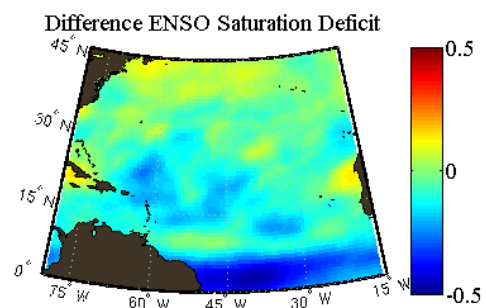 Difference ENSO Saturation Deficit
45° N
30° N
15° N
0°
75° W
60° W
45° W
30° W
15° W
0.5
0
-0.5